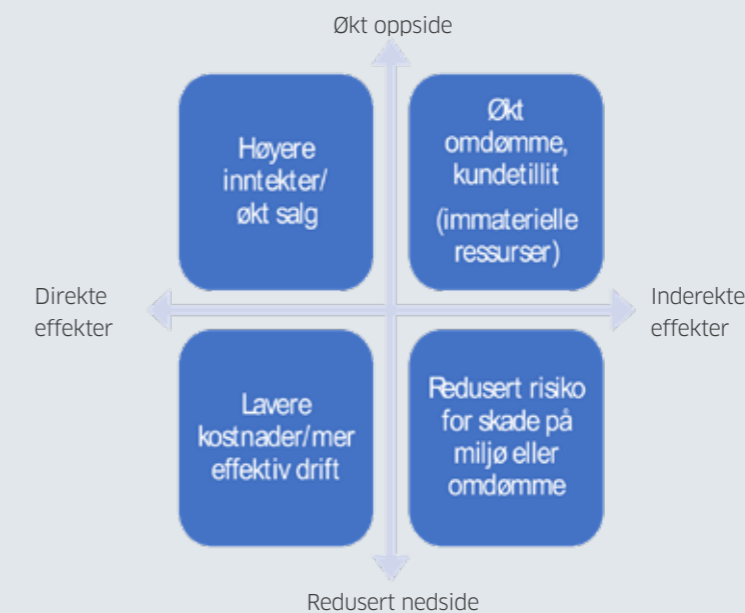 Økt oppside
Høyere
inntekter/
økt salg
Økt
omdømme,
kundetillit
(immaterielle
ressurser)
Direkte
effekter
Inderekte
effekter
Lavere
kostnader/mer
effektiv drift
Redusert risiko
for skade på
miljø eller
omdømme
Redusert nedside